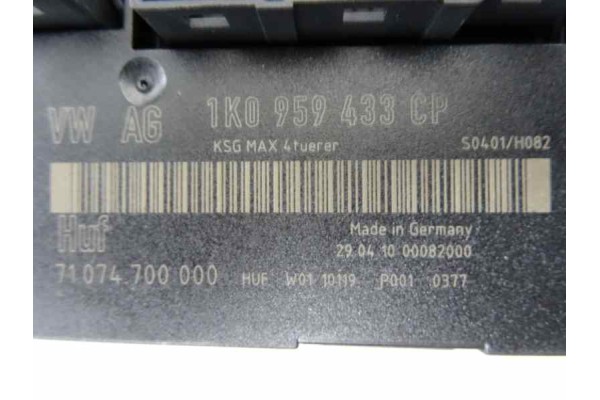 VW AG 1K0 959 433 CP
KSG MAX 4tuerer S0401/H082
Huf Made in Germany
29.04.10 00082000
71 074 700 000 HUF W01 10119 P001 0377